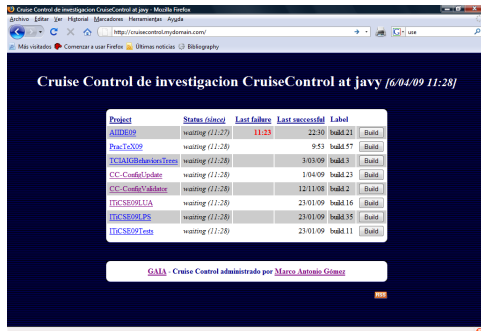 Cruise Control de investigacion CruiseControl at javy - Mozilla Firefox
Archivo Editar Ver Historial Marcadores Herramientas Ayuda
http://cruisecontrol.mydomain.com/
use
Más visitados Comenzar a usar Firefox Últimas noticias Bibliography
Cruise Control de investigacion CruiseControl at javy [6/04/09 11:28]
Project Status (since) Last failure Last successful Label
AIIDE09 waiting (11:27) 11:23 22:30 build.21 Build
PracTeX09 waiting (11:28) 9:53 build.57 Build
TCIAIGBehaviorsTrees waiting (11:28) 3/03/09 build.3 Build
CC-ConfigUpdate waiting (11:28) 1/04/09 build.23 Build
CC-ConfigValidator waiting (11:28) 12/11/08 build.2 Build
ITiCSE09LUA waiting (11:28) 23/01/09 build.16 Build
ITiCSE09LPS waiting (11:28) 23/01/09 build.35 Build
ITiCSE09Tests waiting (11:28) 23/01/09 build.11 Build
GAIA - Cruise Control administrado por Marco Antonio Gómez
RSS